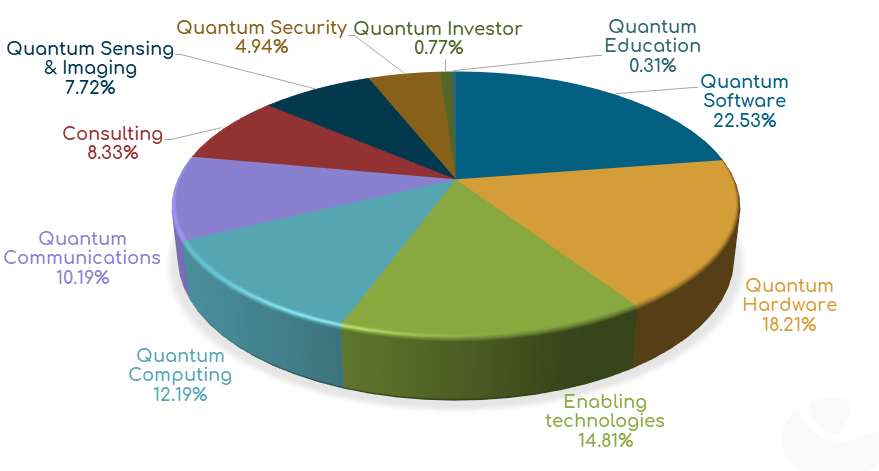 Quantum Security
4.94%
Quantum Investor
0.77%
Quantum
Education
0.31%
Quantum Sensing
& Imaging
7.72%
Quantum
Software
22.53%
Consulting
8.33%
Quantum
Communications
10.19%
Quantum
Hardware
18.21%
Quantum
Computing
12.19%
Enabling
technologies
14.81%